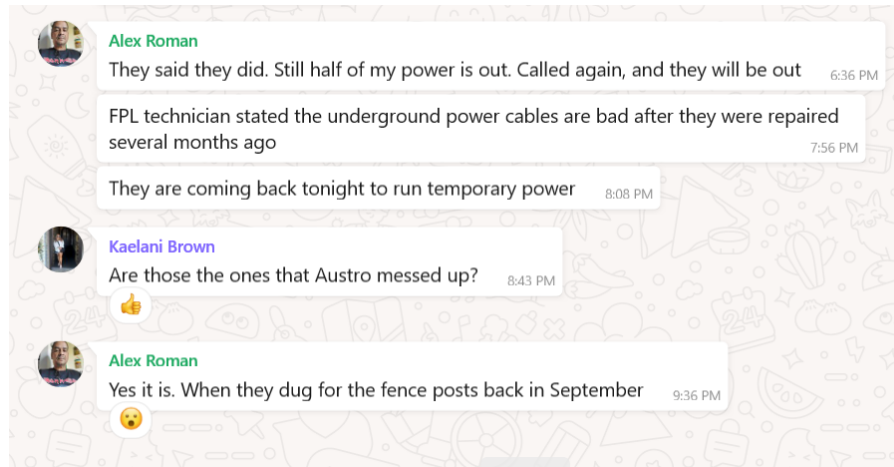 Alex Roman
They said they did. Still half of my power is out. Called again, and they will be out
6:36 PM
FPL technician stated the underground power cables are bad after they were repaired
several months ago
7:56 PM
They are coming back tonight to run temporary power
8:08 PM
Kaelani Brown
Are those the ones that Austro messed up?
8:43 PM
👍
Alex Roman
Yes it is. When they dug for the fence posts back in September
9:36 PM
😮